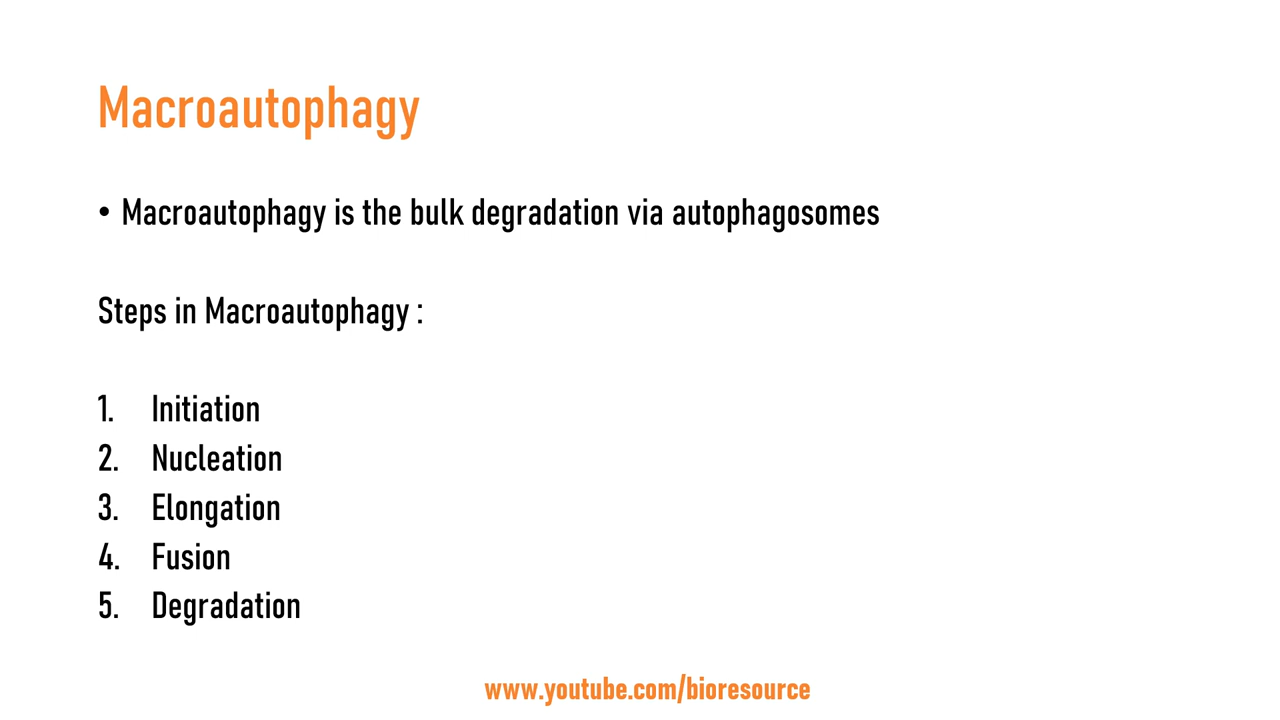 Macroautophagy
• Macroautophagy is the bulk degradation via autophagosomes
Steps in Macroautophagy :
1. Initiation
2. Nucleation
3. Elongation
4. Fusion
5. Degradation
www.youtube.com/bioresource